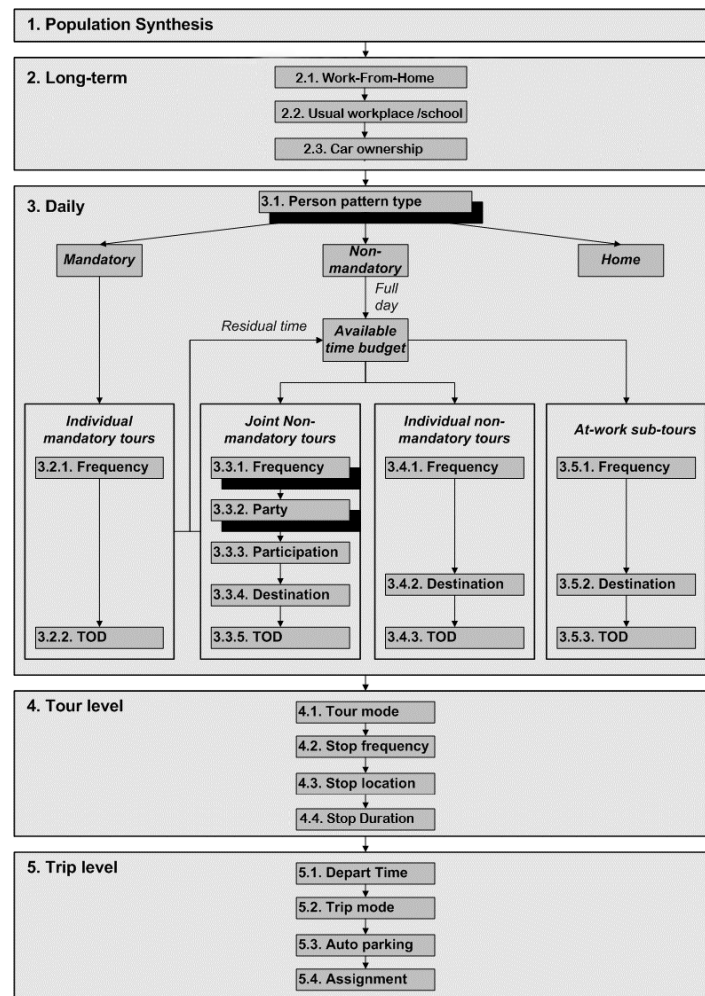 1. Population Synthesis
2. Long-term
2.1. Work-From-Home
2.2. Usual workplace /school
2.3. Car ownership
3. Daily
3.1. Person pattern type
Mandatory
Non-
mandatory
Home
Full
day
Residual time
Available
time budget
Individual
mandatory tours
3.2.1. Frequency
3.2.2. TOD
Joint Non-
mandatory tours
3.3.1. Frequency
3.3.2. Party
3.3.3. Participation
3.3.4. Destination
3.3.5. TOD
Individual non-
mandatory tours
3.4.1. Frequency
3.4.2. Destination
3.4.3. TOD
At-work sub-tours
3.5.1. Frequency
3.5.2. Destination
3.5.3. TOD
4. Tour level
4.1. Tour mode
4.2. Stop frequency
4.3. Stop location
4.4. Stop Duration
5. Trip level
5.1. Depart Time
5.2. Trip mode
5.3. Auto parking
5.4. Assignment